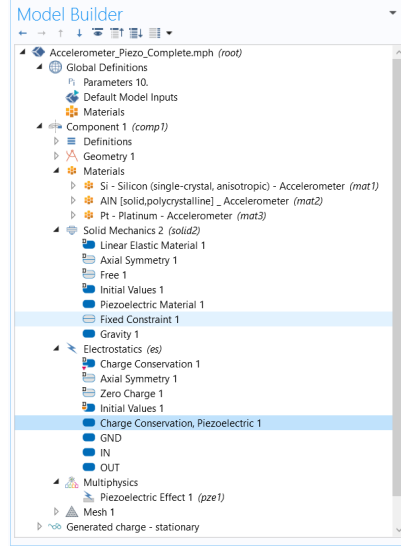 Model Builder
Accelerometer_Piezo_Complete.mph (root)
Global Definitions
Pi Parameters 10.
Default Model Inputs
Materials
Component 1 (comp1)
Definitions
Geometry 1
Materials
Si - Silicon (single-crystal, anisotropic) - Accelerometer (mat1)
AlN [solid,polycrystalline] _ Accelerometer (mat2)
Pt - Platinum - Accelerometer (mat3)
Solid Mechanics 2 (solid2)
Linear Elastic Material 1
Axial Symmetry 1
Free 1
Initial Values 1
Piezoelectric Material 1
Fixed Constraint 1
Gravity 1
Electrostatics (es)
Charge Conservation 1
Axial Symmetry 1
Zero Charge 1
Initial Values 1
Charge Conservation, Piezoelectric 1
GND
IN
OUT
Multiphysics
Piezoelectric Effect 1 (pze1)
Mesh 1
Generated charge - stationary